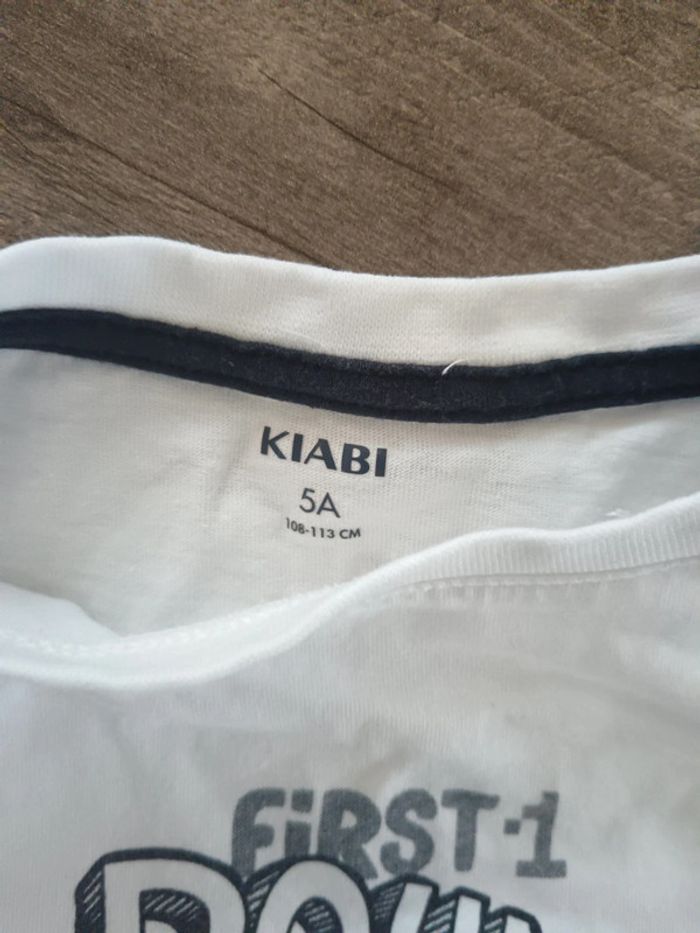 KIABI
5A
108-113 CM
FiRST·1